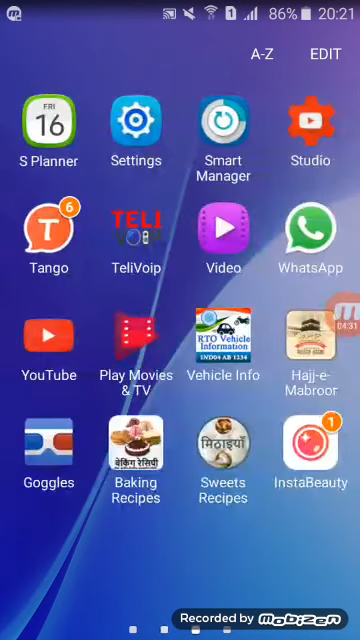 86% 20:21
A-Z EDIT
FRI
16
S Planner
Settings
Smart Manager
Studio
T
6
TELI
VOIP
Tango
TeliVoip
Video
WhatsApp
RTO Vehicle
Information
IND04 AB 1234
04:31
YouTube
Play Movies & TV
Vehicle Info
Hajj-e-Mabroor
बेकिंग रेसिपी
मिठाइयाँ
1
Goggles
Baking Recipes
Sweets Recipes
InstaBeauty
Recorded by MOBIZEN